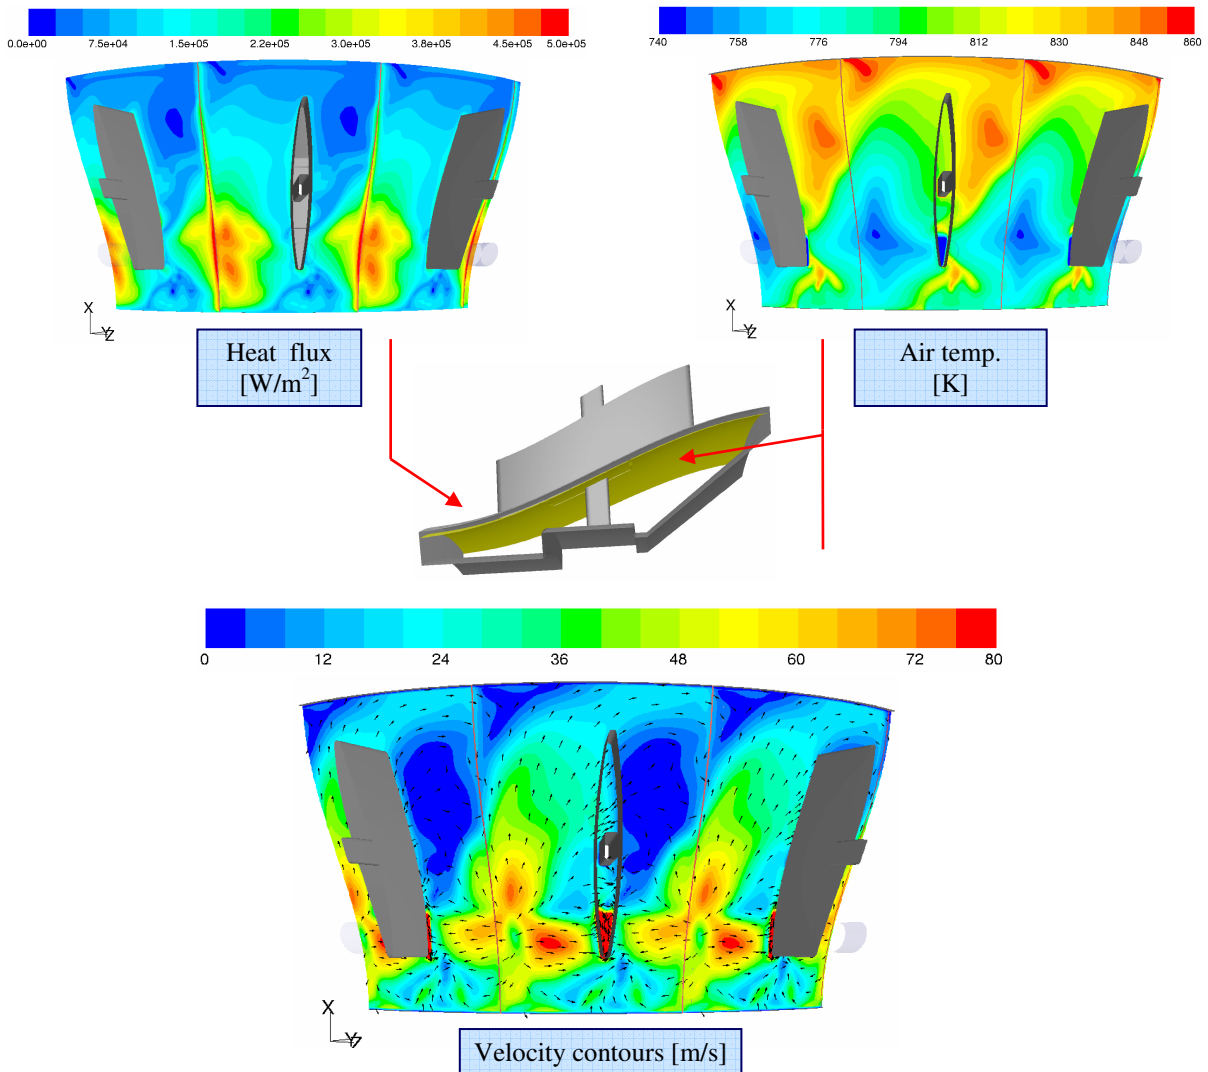 0.0e+00 7.5e+04 1.5e+05 2.2e+05 3.0e+05 3.8e+05 4.5e+05 5.0e+05
740 758 776 794 812 830 848 860
X
Y
Z
X
Y
Z
Heat flux
[W/m²]
Air temp.
[K]
0 12 24 36 48 60 72 80
X
Y
Z
Velocity contours [m/s]